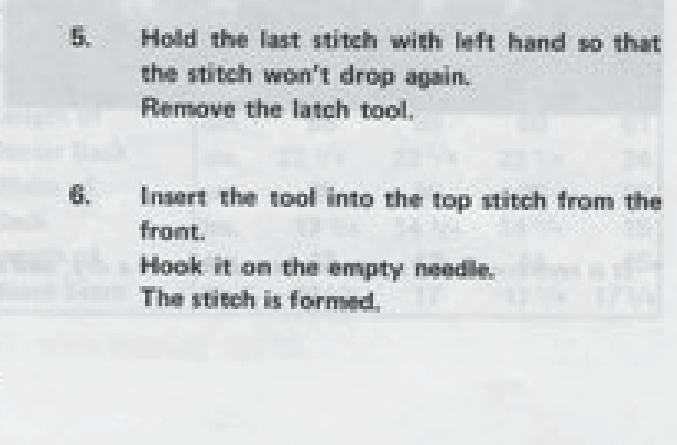 5. Hold the last stitch with left hand so that
the stitch won't drop again.
Remove the latch tool.
6. Insert the tool into the top stitch from the
front.
Hook it on the empty needle.
The stitch is formed.